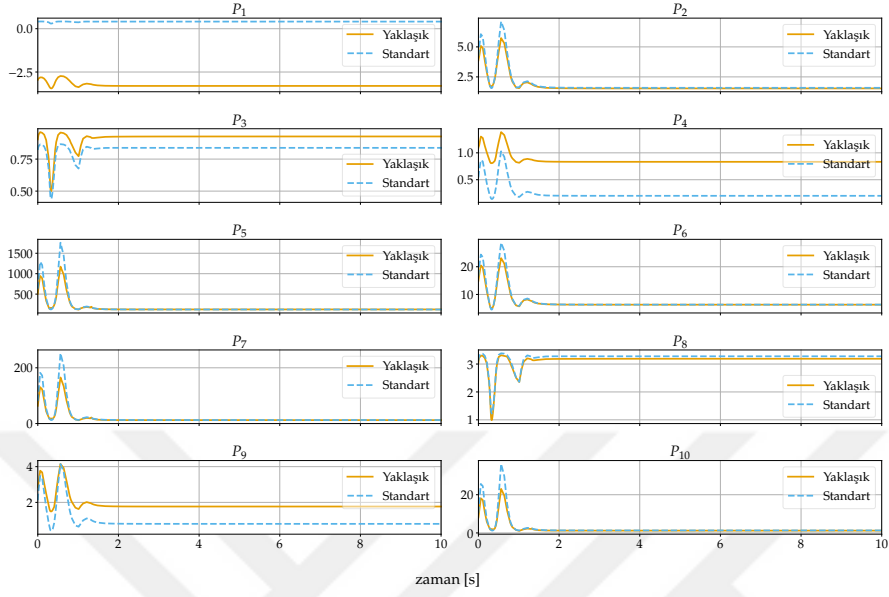 P₁
0.0
−2.5
Yaklaşık
Standart
P₂
5.0
2.5
Yaklaşık
Standart
P₃
0.75
0.50
Yaklaşık
Standart
P₄
1.0
0.5
Yaklaşık
Standart
P₅
1500
1000
500
Yaklaşık
Standart
P₆
20
10
Yaklaşık
Standart
P₇
200
0
Yaklaşık
Standart
P₈
3
2
1
Yaklaşık
Standart
P₉
4
2
Yaklaşık
Standart
0 2 4 6 8 10
P₁₀
20
0
Yaklaşık
Standart
0 2 4 6 8 10
zaman [s]